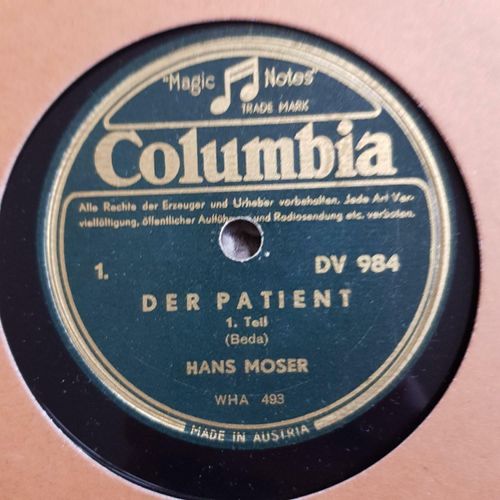 "Magic Notes"
TRADE MARK
Columbia
Alle Rechte der Erzeuger und Urheber vorbehalten. Jede Art Ver-
vielfältigung, öffentlicher Aufführung und Radiosendung etc. verboten.
1. DV 984
DER PATIENT
1. Teil
(Beda)
HANS MOSER
WHA 493
MADE IN AUSTRIA